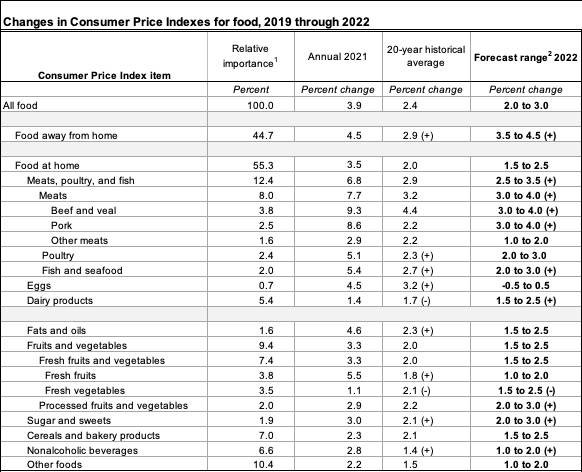 Changes in Consumer Price Indexes for food, 2019 through 2022
Consumer Price Index item Relative importance1 Annual 2021 20-year historical average Forecast range2 2022
Percent Percent change Percent change Percent change
All food 100.0 3.9 2.4 2.0 to 3.0
Food away from home 44.7 4.5 2.9 (+) 3.5 to 4.5 (+)
Food at home 55.3 3.5 2.0 1.5 to 2.5
Meats, poultry, and fish 12.4 6.8 2.9 2.5 to 3.5 (+)
Meats 8.0 7.7 3.2 3.0 to 4.0 (+)
Beef and veal 3.8 9.3 4.4 3.0 to 4.0 (+)
Pork 2.5 8.6 2.2 3.0 to 4.0 (+)
Other meats 1.6 2.9 2.2 1.0 to 2.0
Poultry 2.4 5.1 2.3 (+) 2.0 to 3.0
Fish and seafood 2.0 5.4 2.7 (+) 2.0 to 3.0 (+)
Eggs 0.7 4.5 3.2 (+) -0.5 to 0.5
Dairy products 5.4 1.4 1.7 (-) 1.5 to 2.5 (+)
Fats and oils 1.6 4.6 2.3 (+) 1.5 to 2.5
Fruits and vegetables 9.4 3.3 2.0 1.5 to 2.5
Fresh fruits and vegetables 7.4 3.3 2.0 1.5 to 2.5
Fresh fruits 3.8 5.5 1.8 (+) 1.0 to 2.0
Fresh vegetables 3.5 1.1 2.1 (-) 1.5 to 2.5 (-)
Processed fruits and vegetables 2.0 2.9 2.2 2.0 to 3.0 (+)
Sugar and sweets 1.9 3.0 2.1 (+) 2.0 to 3.0 (+)
Cereals and bakery products 7.0 2.3 2.1 1.5 to 2.5
Nonalcoholic beverages 6.6 2.8 1.4 (+) 1.0 to 2.0 (+)
Other foods 10.4 2.2 1.5 1.0 to 2.0